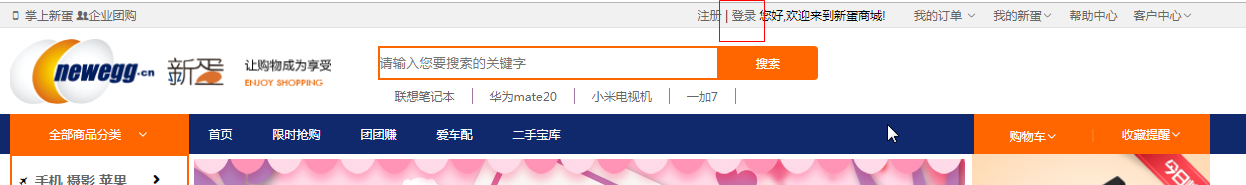 掌上新蛋 企业团购 注册 | 登录 您好,欢迎来到新蛋商城! 我的订单 我的新蛋 帮助中心 客户中心
newegg.cn 新蛋 让购物成为享受
ENJOY SHOPPING
请输入您要搜索的关键字 搜索
联想笔记本 华为mate20 小米电视机 一加7
全部商品分类 首页 限时抢购 团团赚 爱车配 二手宝库 购物车 收藏提醒
手机 摄影 苹果 今日